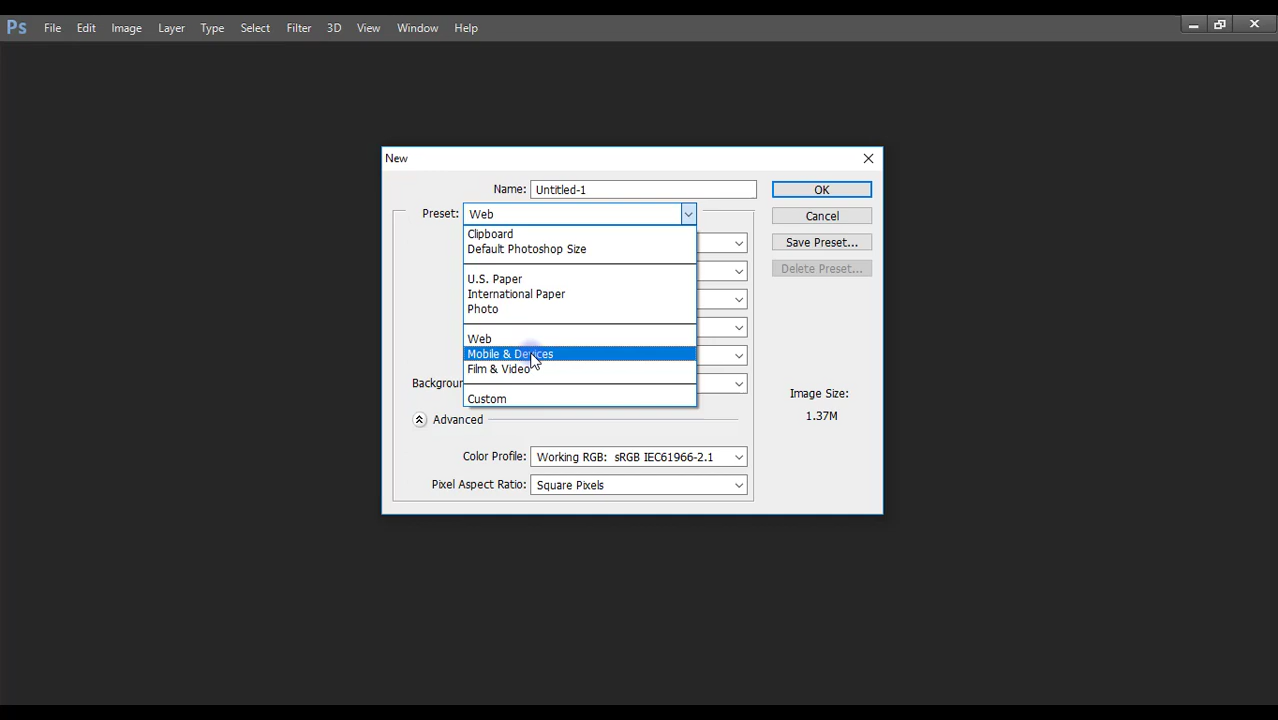 Ps File Edit Image Layer Type Select Filter 3D View Window Help
New
Name: Untitled-1 OK
Preset: Web Cancel
Clipboard
Default Photoshop Size Save Preset...
Delete Preset...
U.S. Paper
International Paper
Photo
Web
Mobile & Devices
Film & Video
Custom
Image Size:
1.37M
Advanced
Color Profile: Working RGB: sRGB IEC61966-2.1
Pixel Aspect Ratio: Square Pixels